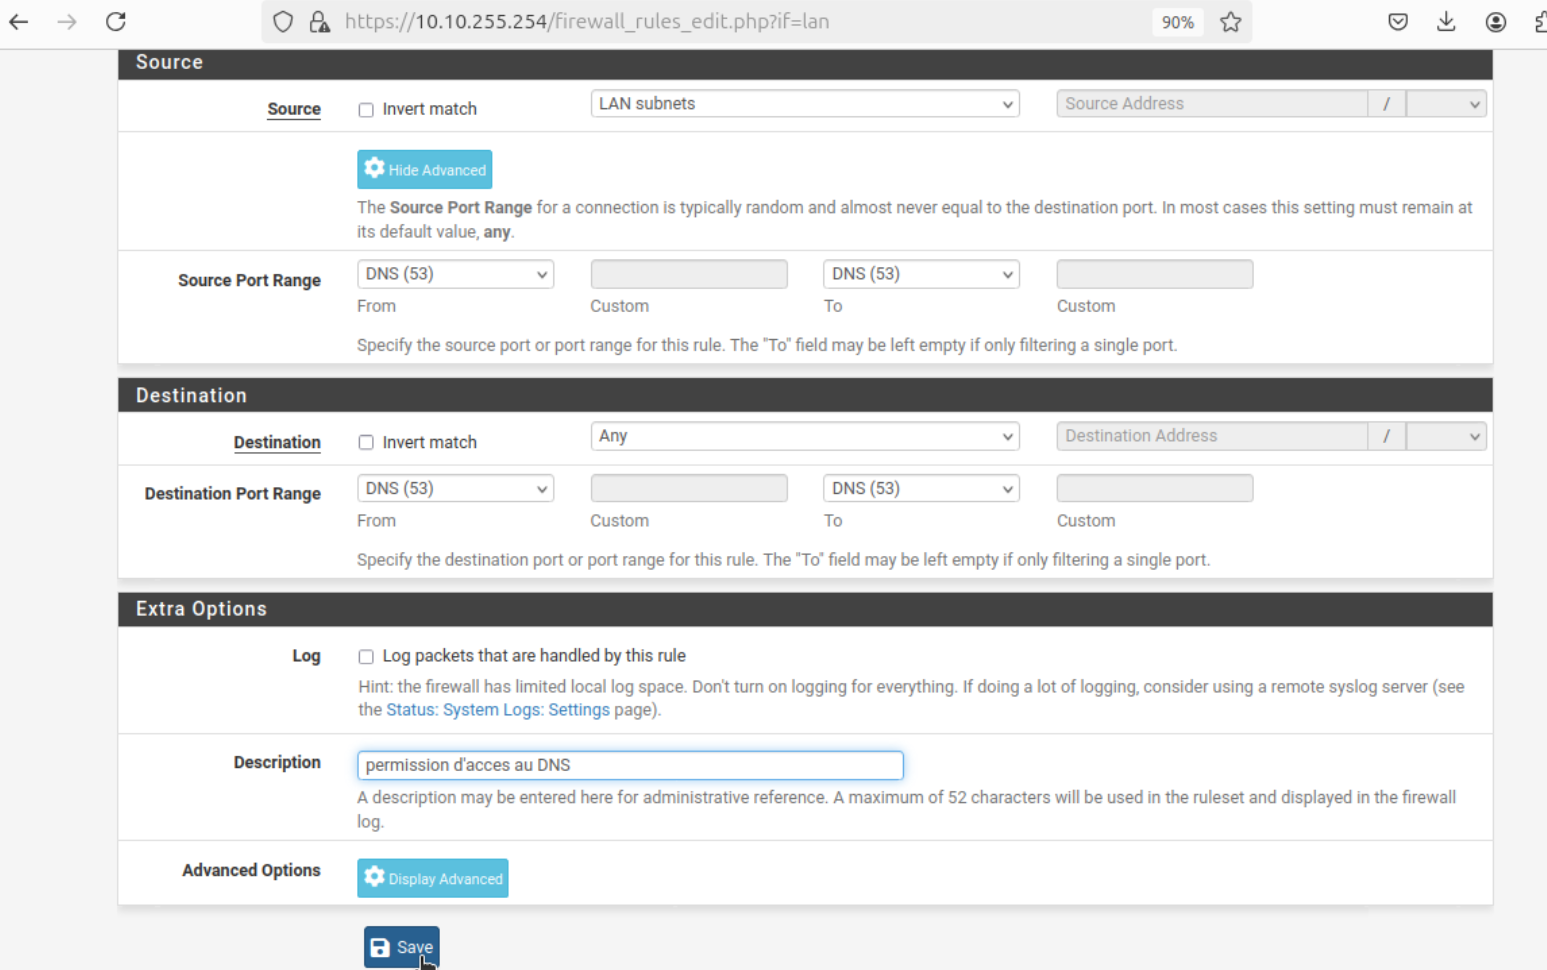 https://10.10.255.254/firewall_rules_edit.php?if=lan 90%
Source
Source Invert match LAN subnets Source Address /
Hide Advanced
The Source Port Range for a connection is typically random and almost never equal to the destination port. In most cases this setting must remain at
its default value, any.
Source Port Range DNS (53) DNS (53)
From Custom To Custom
Specify the source port or port range for this rule. The "To" field may be left empty if only filtering a single port.
Destination
Destination Invert match Any Destination Address /
Destination Port Range DNS (53) DNS (53)
From Custom To Custom
Specify the destination port or port range for this rule. The "To" field may be left empty if only filtering a single port.
Extra Options
Log Log packets that are handled by this rule
Hint: the firewall has limited local log space. Don't turn on logging for everything. If doing a lot of logging, consider using a remote syslog server (see
the Status: System Logs: Settings page).
Description permission d'acces au DNS
A description may be entered here for administrative reference. A maximum of 52 characters will be used in the ruleset and displayed in the firewall
log.
Advanced Options Display Advanced
Save